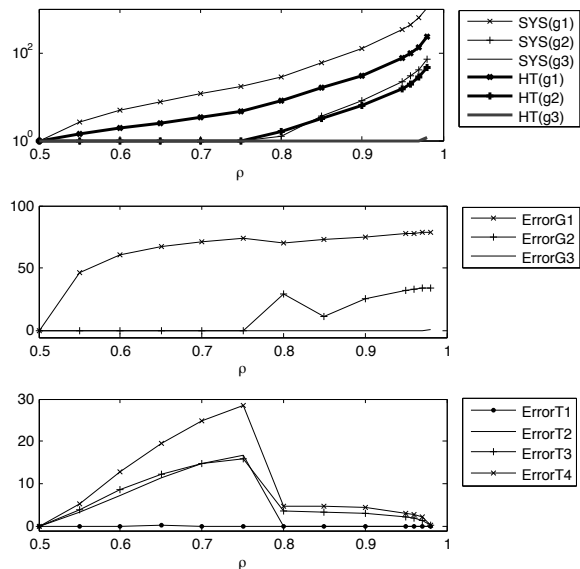 10²
10⁰
0.5 0.6 0.7 0.8 0.9 1
ρ
SYS(g1)
SYS(g2)
SYS(g3)
HT(g1)
HT(g2)
HT(g3)
100
50
0
0.5 0.6 0.7 0.8 0.9 1
ρ
ErrorG1
ErrorG2
ErrorG3
30
20
10
0
0.5 0.6 0.7 0.8 0.9 1
ρ
ErrorT1
ErrorT2
ErrorT3
ErrorT4